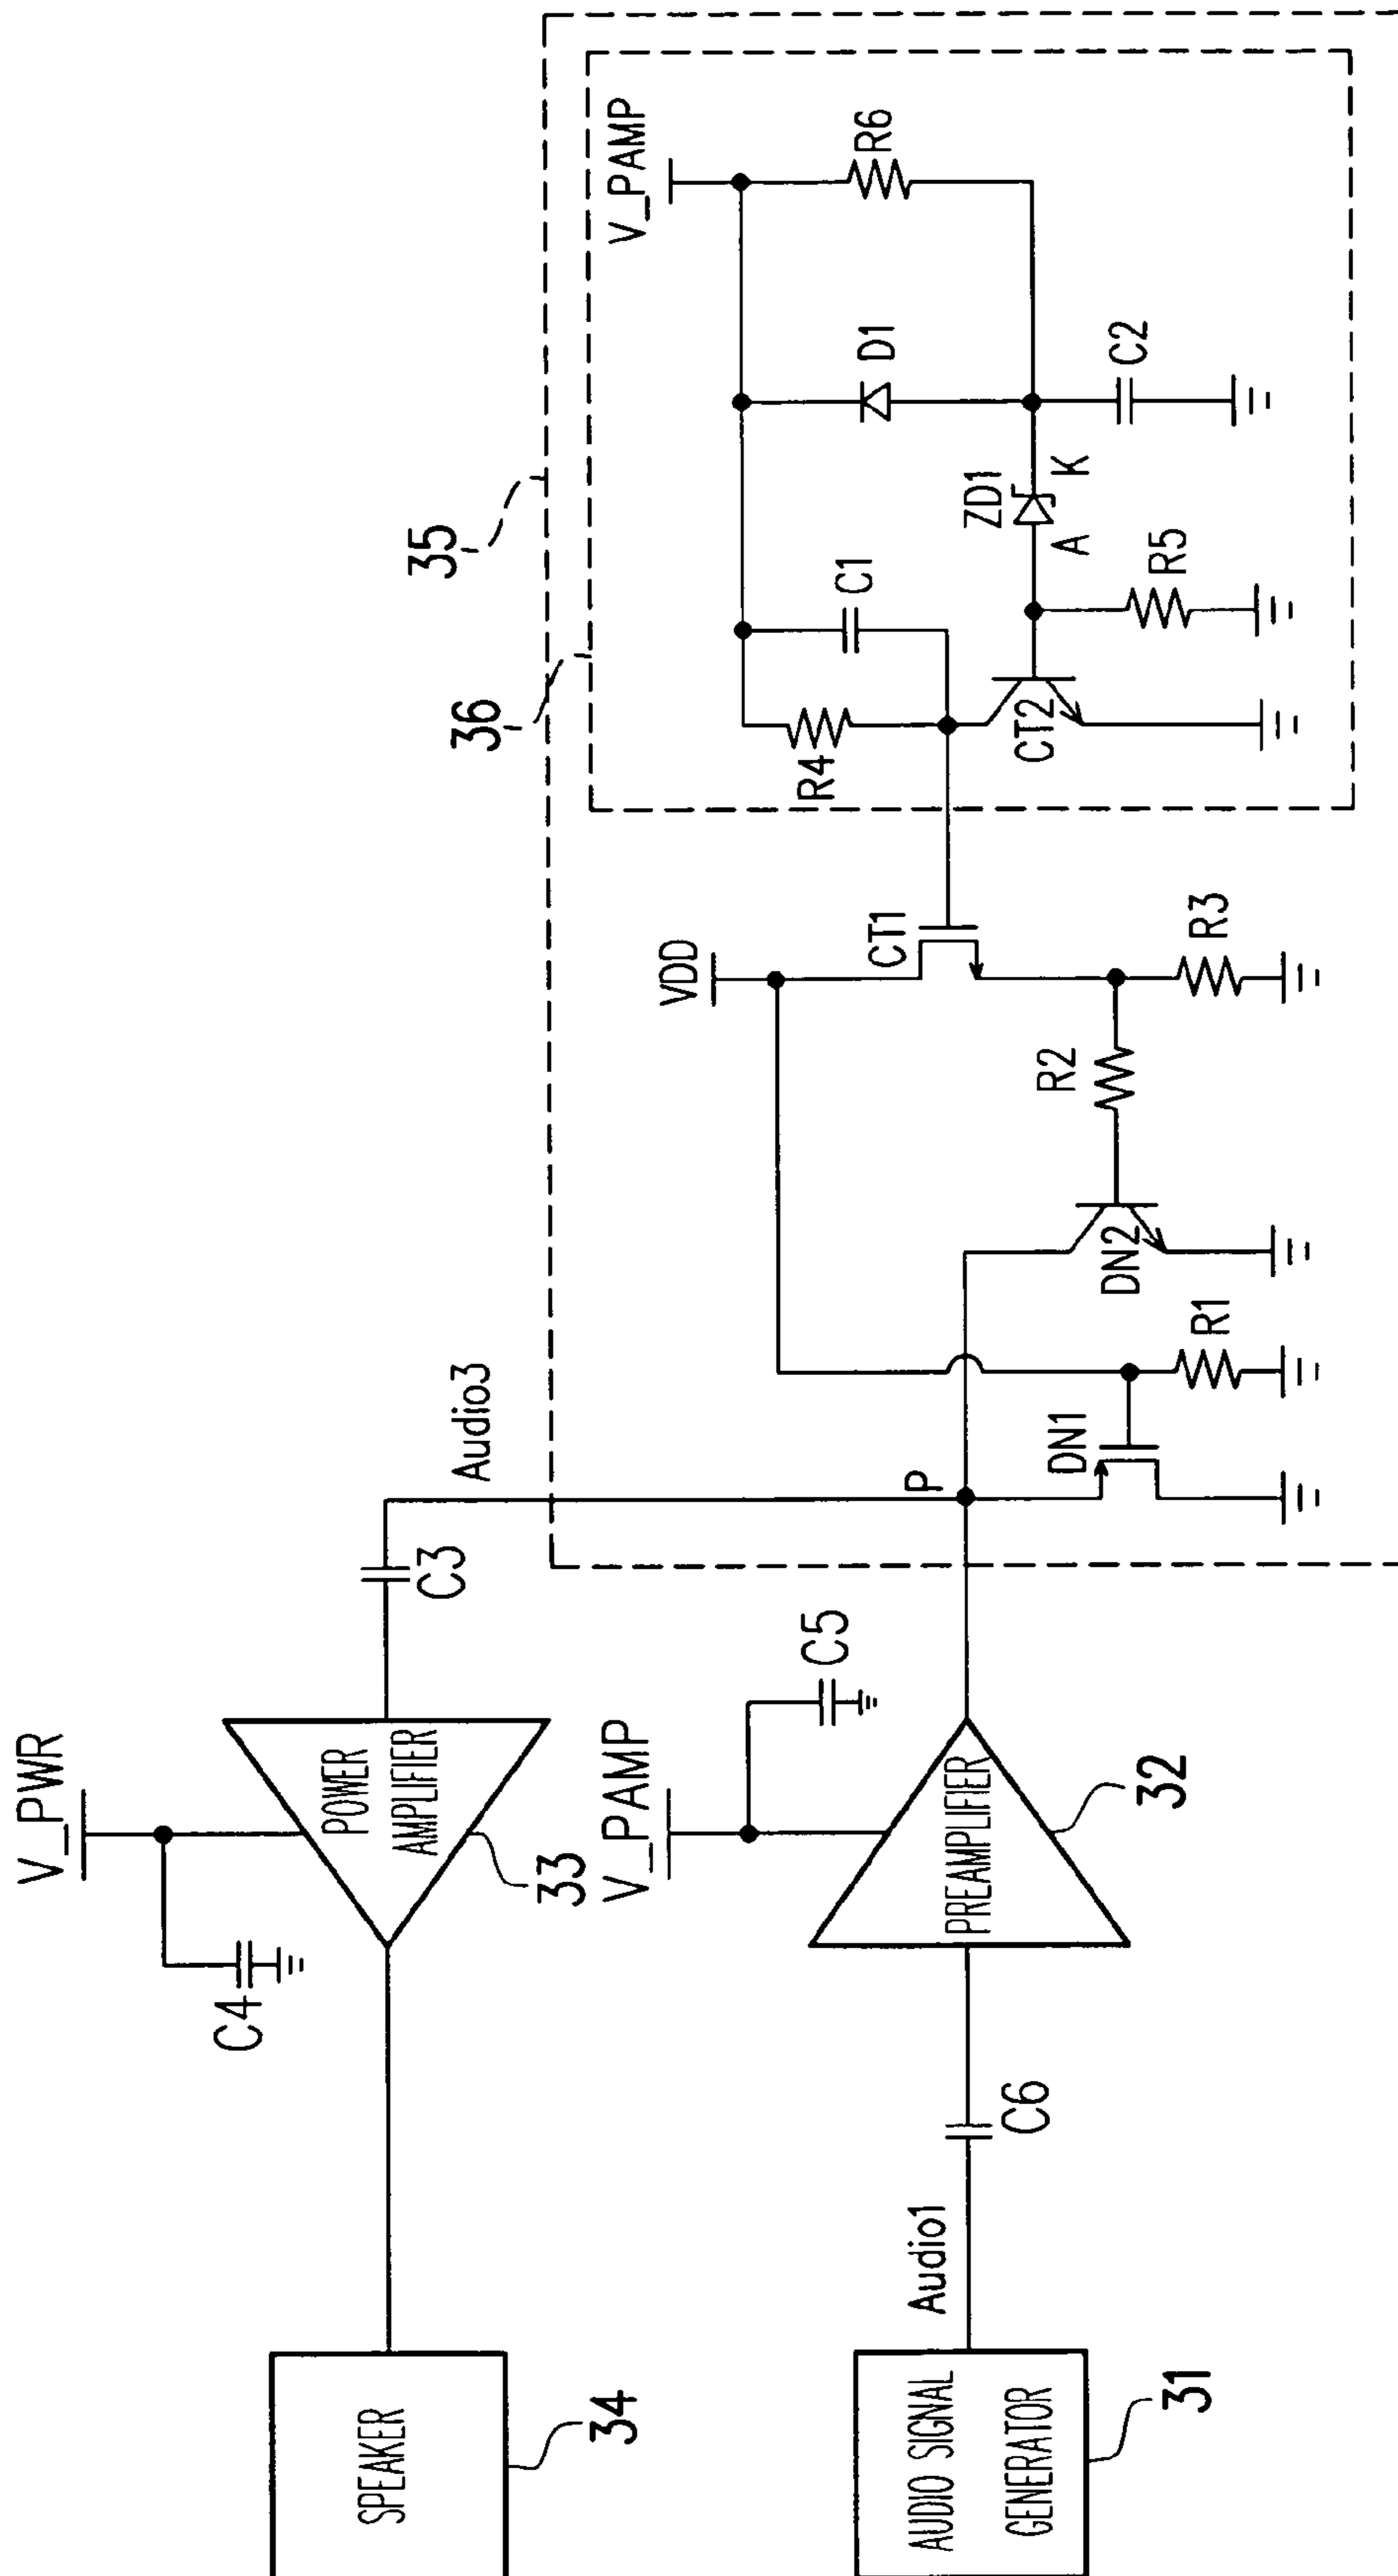 SPEAKER
34
C4
V_PWR
POWER
AMPLIFIER
33
C3
Audio3
35
36
AUDIO SIGNAL
GENERATOR
31
Audio1
C6
V_PAMP
C5
PREAMPLIFIER
32
P
DN1
R1
DN2
R2
VDD
CT1
R3
R4
C1
CT2
ZD1
A
K
R5
D1
C2
V_PAMP
R6